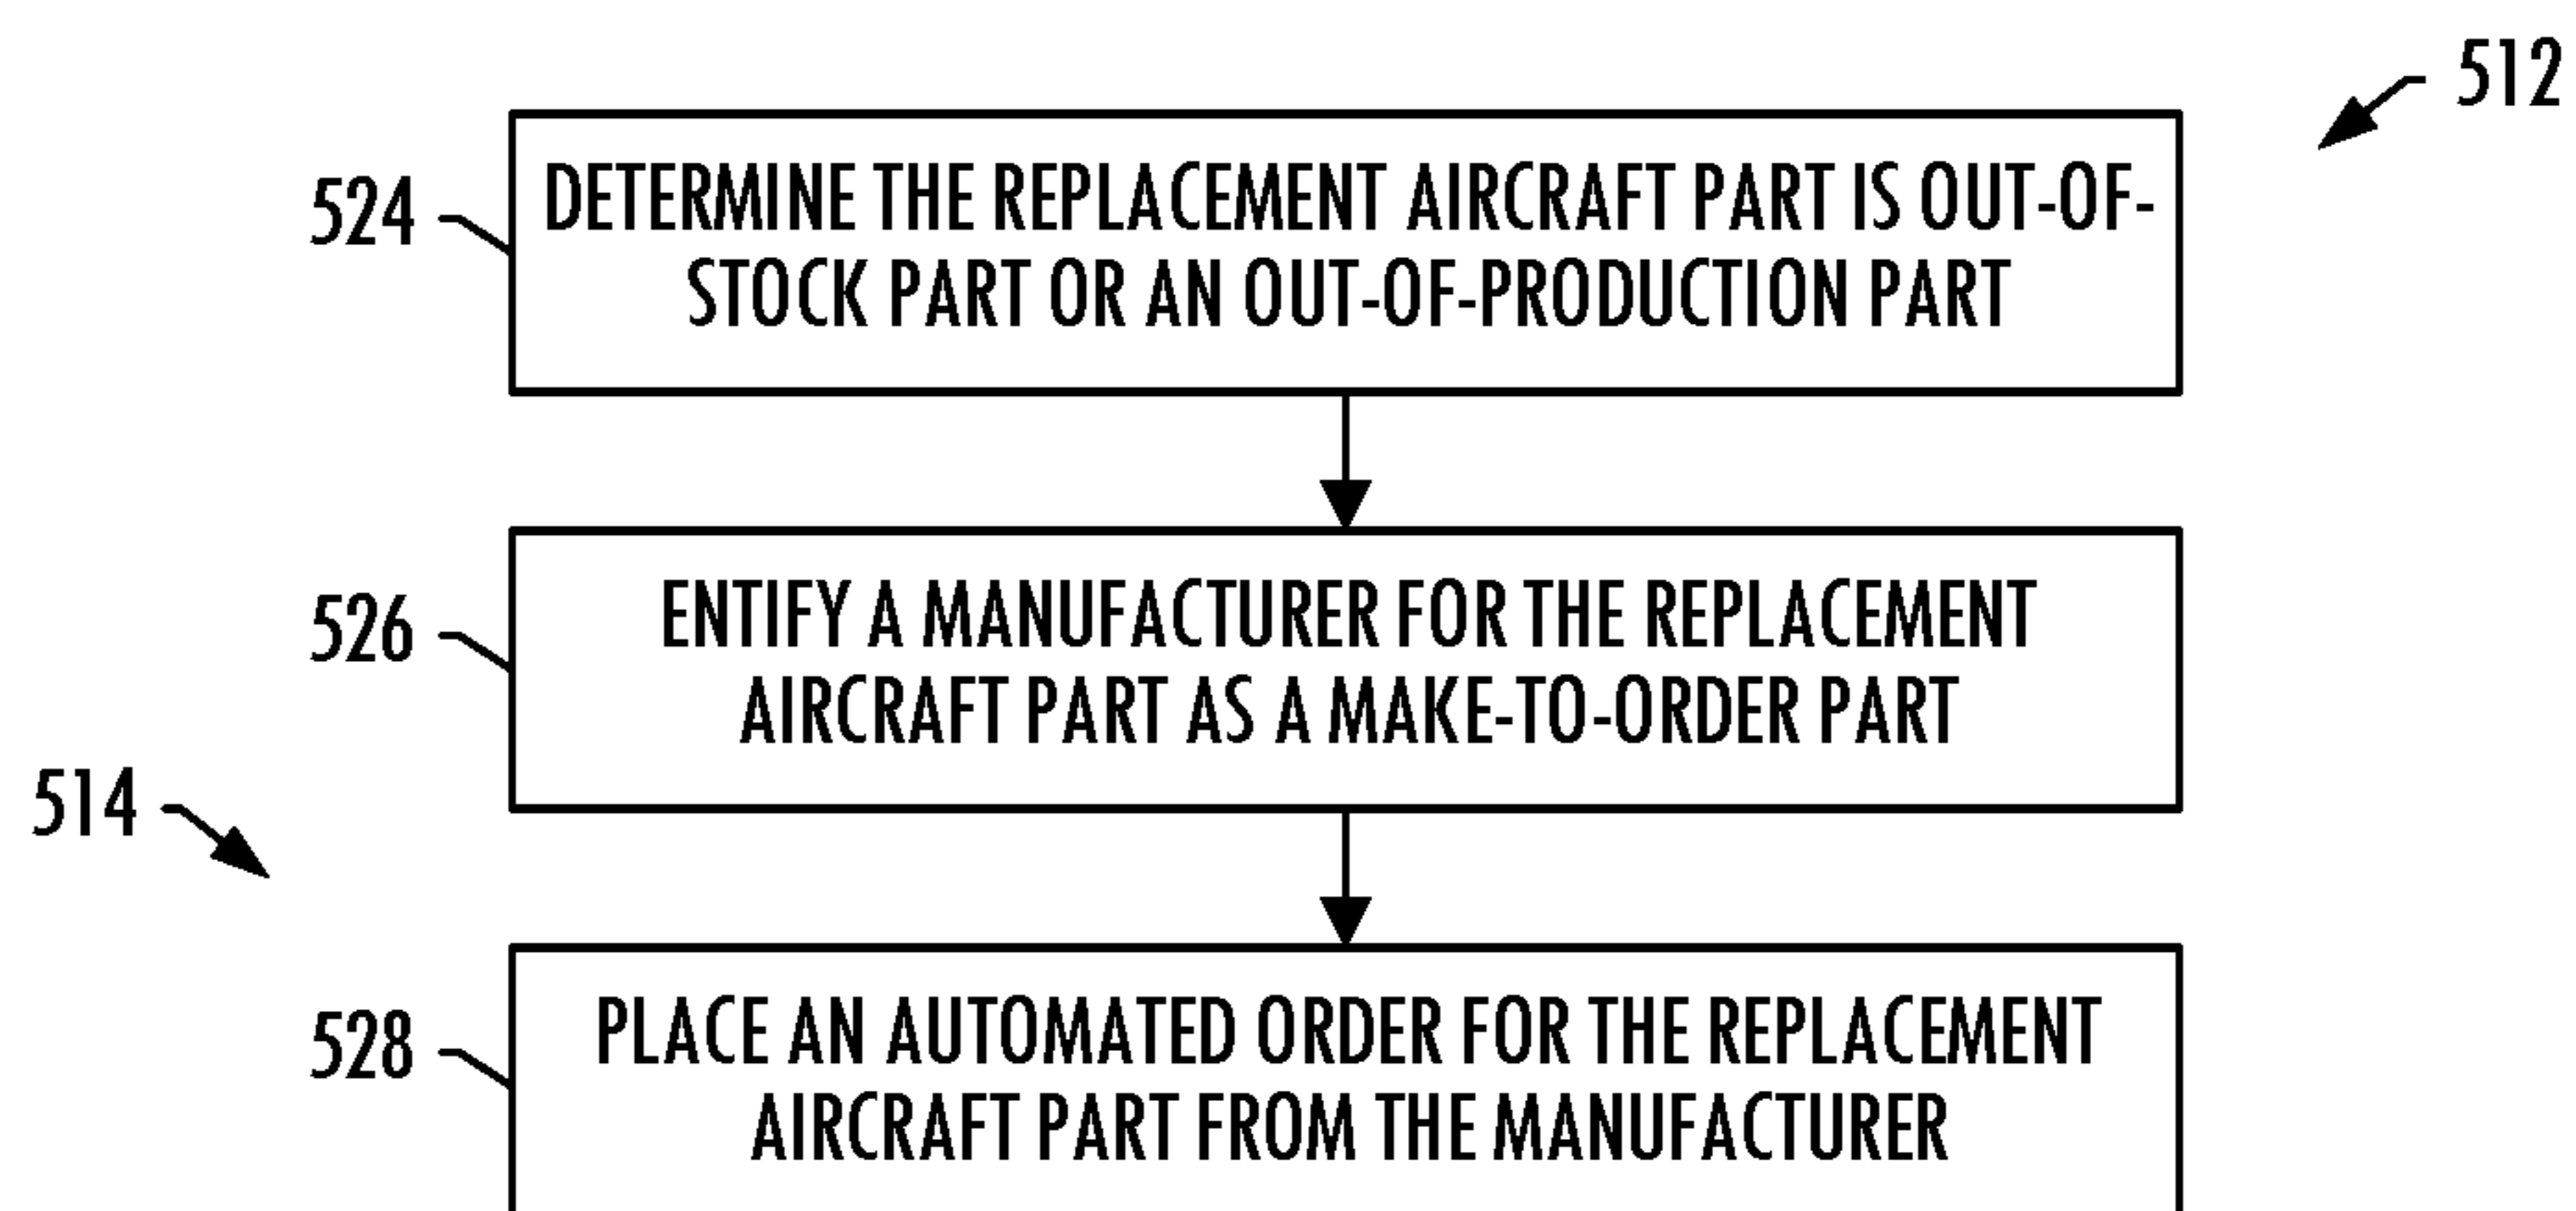 512
524
DETERMINE THE REPLACEMENT AIRCRAFT PART IS OUT-OF-
STOCK PART OR AN OUT-OF-PRODUCTION PART
526
ENTIFY A MANUFACTURER FOR THE REPLACEMENT
AIRCRAFT PART AS A MAKE-TO-ORDER PART
514
528
PLACE AN AUTOMATED ORDER FOR THE REPLACEMENT
AIRCRAFT PART FROM THE MANUFACTURER